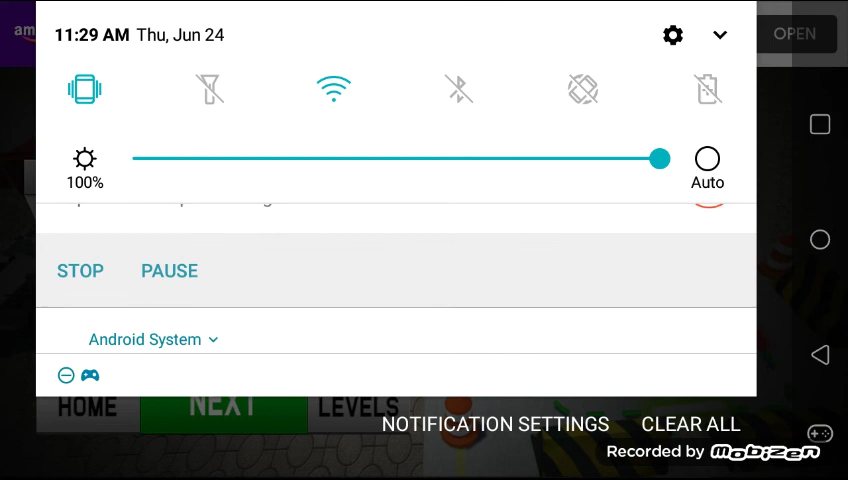 am
OPEN
11:29 AM Thu, Jun 24
100%
Auto
STOP PAUSE
Android System
HOME NEXT LEVELS
NOTIFICATION SETTINGS CLEAR ALL
Recorded by mobizen